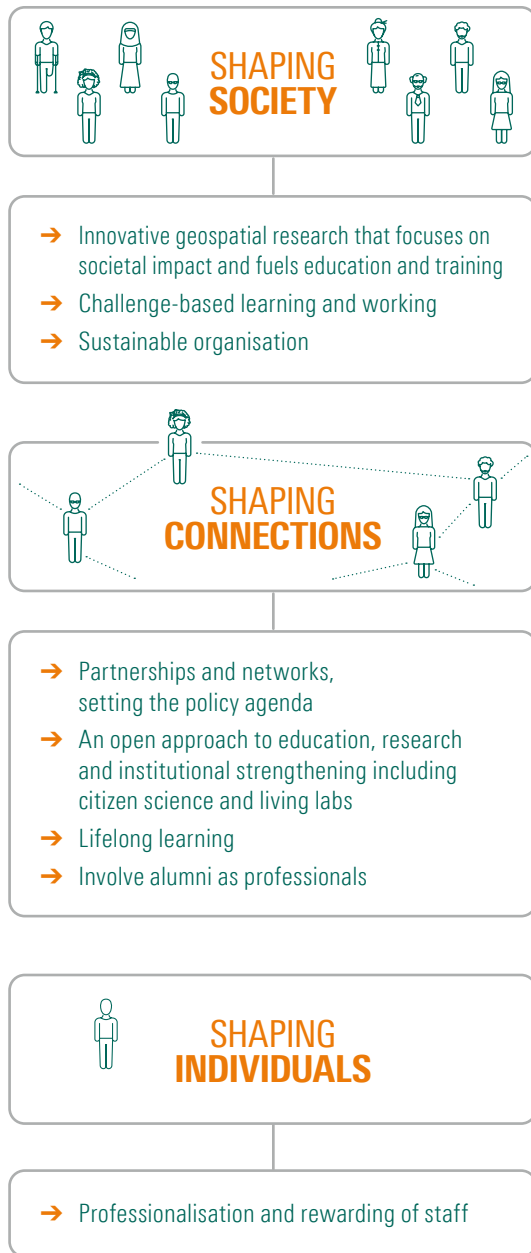 SHAPING
SOCIETY
➔ Innovative geospatial research that focuses on
societal impact and fuels education and training
➔ Challenge-based learning and working
➔ Sustainable organisation
SHAPING
CONNECTIONS
➔ Partnerships and networks,
setting the policy agenda
➔ An open approach to education, research
and institutional strengthening including
citizen science and living labs
➔ Lifelong learning
➔ Involve alumni as professionals
SHAPING
INDIVIDUALS
➔ Professionalisation and rewarding of staff